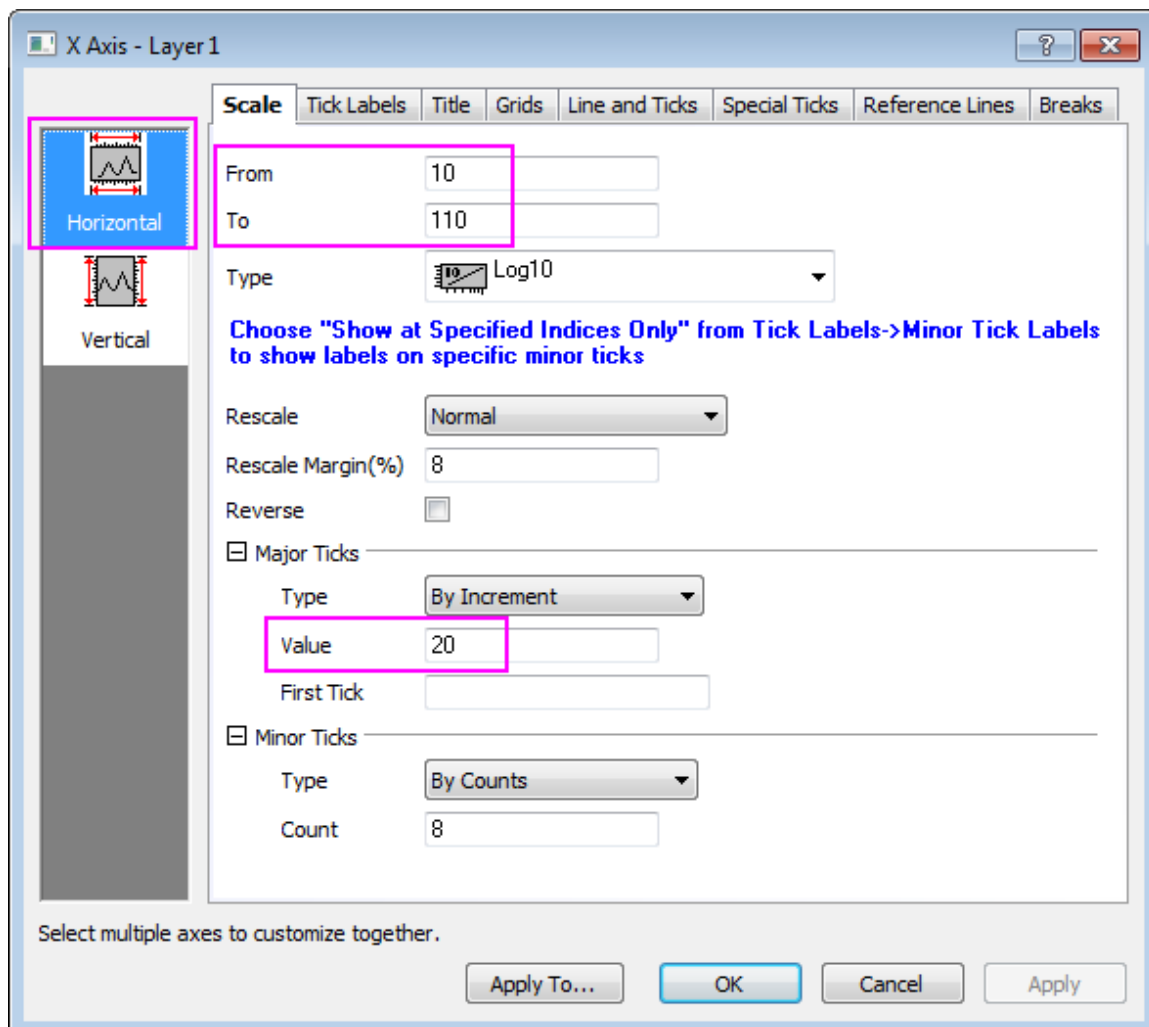 X Axis - Layer 1
Scale Tick Labels Title Grids Line and Ticks Special Ticks Reference Lines Breaks
Horizontal
Vertical
From 10
To 110
Type 10 Log10
Choose "Show at Specified Indices Only" from Tick Labels->Minor Tick Labels
to show labels on specific minor ticks
Rescale Normal
Rescale Margin(%) 8
Reverse
Major Ticks
Type By Increment
Value 20
First Tick
Minor Ticks
Type By Counts
Count 8
Select multiple axes to customize together.
Apply To... OK Cancel Apply